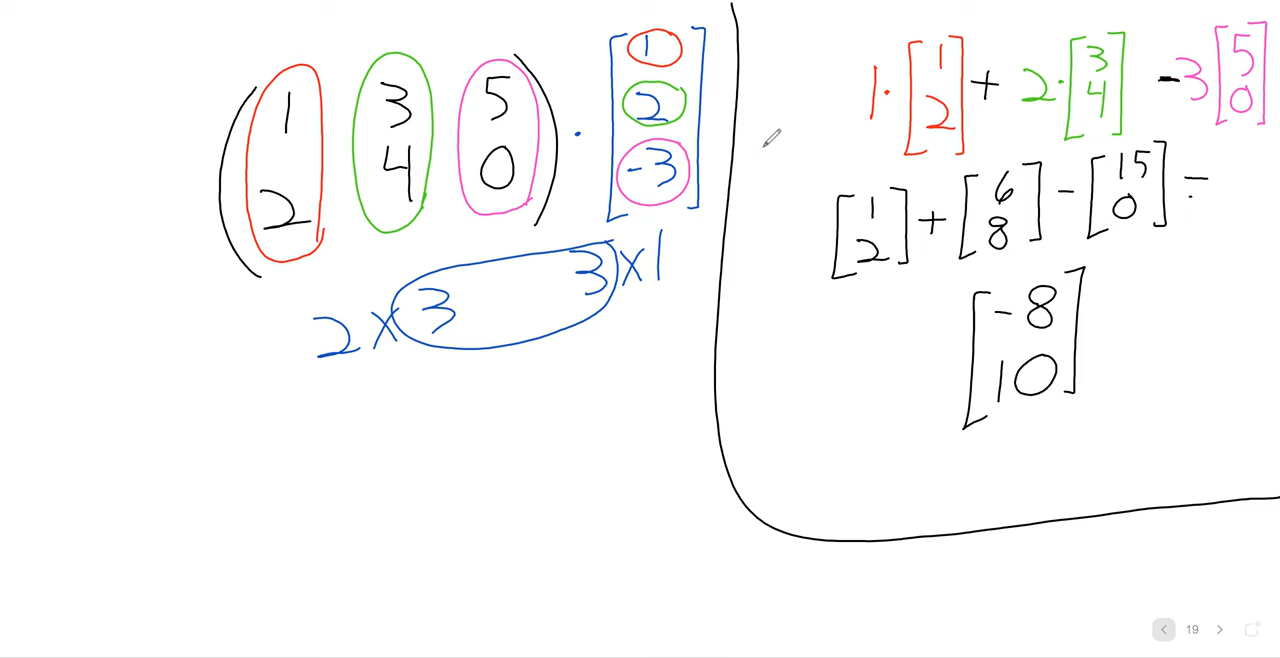 ( 1 3 5 ) · [ 1 ]
( 2 4 0 ) [ 2 ]
[ -3 ]
2 × 3 3 × 1
1 · [ 1 ] + 2 · [ 3 ] - 3 [ 5 ]
[ 2 ] [ 4 ] [ 0 ]
[ 1 ] + [ 6 ] - [ 15 ] =
[ 2 ] [ 8 ] [ 0 ]
[ -8 ]
[ 10 ]
19